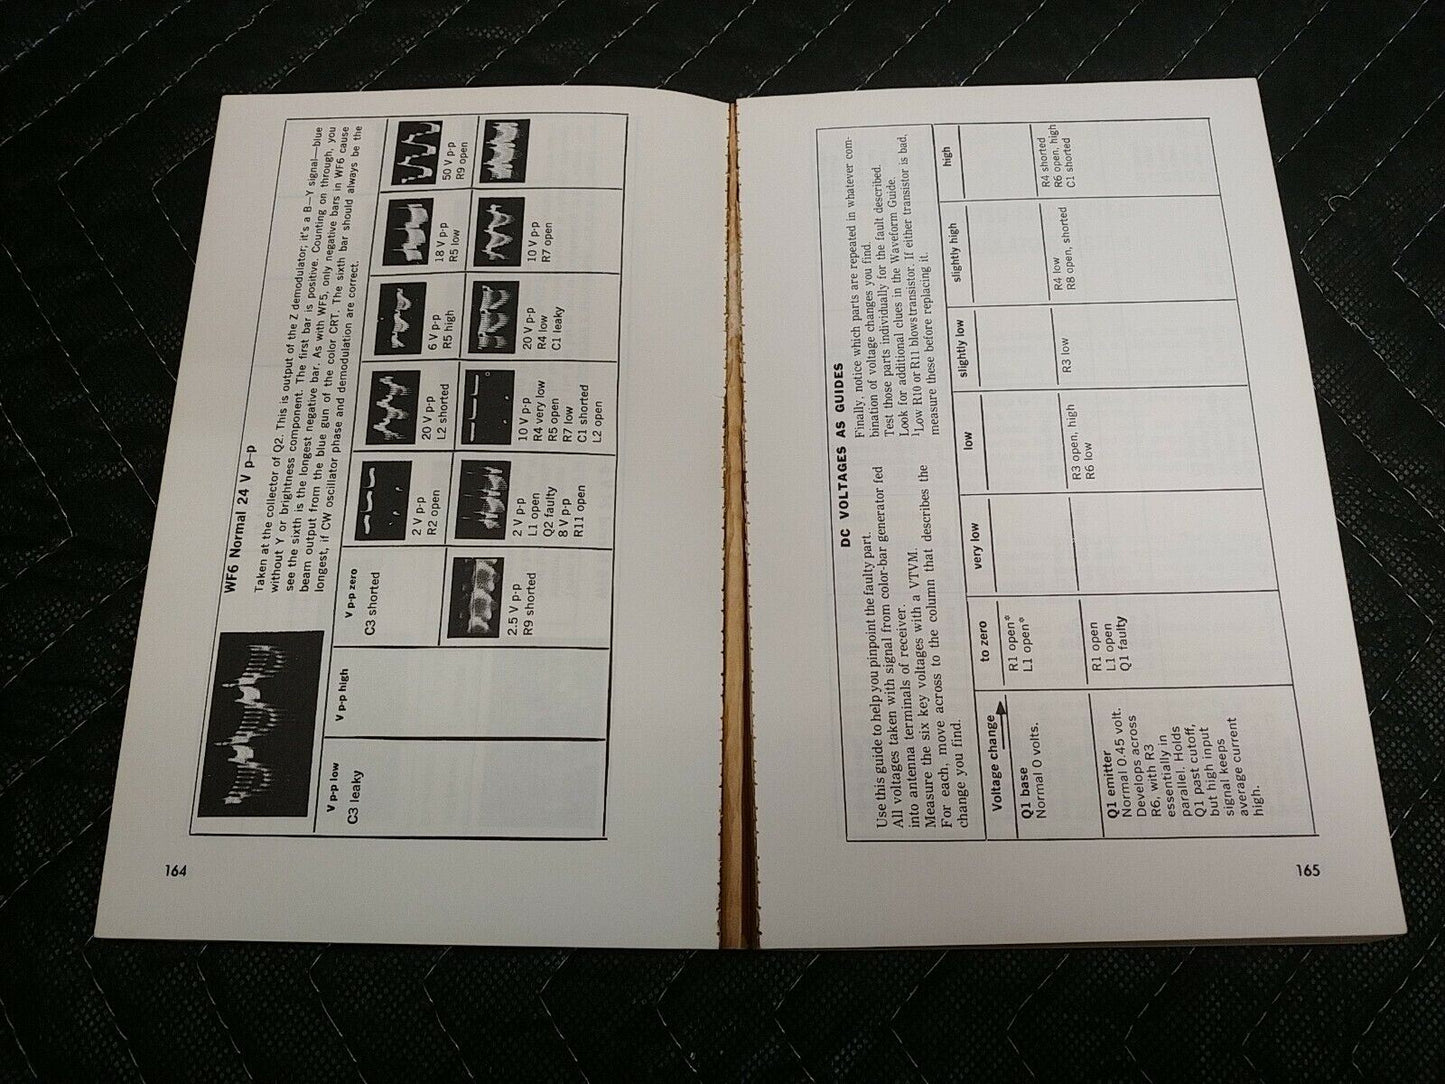 WF6 Normal 24 V p-p
Taken at the collector of Q2. This is output of the Z demodulator; it's a B—Y signal—blue
without Y or brightness component. The first bar is positive. Counting on through, you
see the sixth is the longest negative bar. As with WF5, only negative bars in WF6 cause
beam output from the blue gun of the color CRT. The sixth bar should always be the
longest, if CW oscillator phase and demodulation are correct.
V p-p low
C3 leaky
V p-p high
V p-p zero
C3 shorted
2 V p-p
R2 open
20 V p-p
L2 shorted
6 V p-p
R5 high
18 V p-p
R5 low
50 V p-p
R9 open
2.5 V p-p
R9 shorted
2 V p-p
L1 open
Q2 faulty
8 V p-p
R11 open
10 V p-p
R4 very low
R5 open
R7 low
C1 shorted
L2 open
20 V p-p
R4 low
C1 leaky
10 V p-p
R7 open
164
DC VOLTAGES AS GUIDES
Use this guide to help you pinpoint the faulty part.
All voltages taken with signal from color-bar generator fed
into antenna terminals of receiver.
Measure the six key voltages with a VTVM.
For each, move across to the column that describes the
change you find.
Finally, notice which parts are repeated in whatever com-
bination of voltage changes you find.
Test those parts individually for the fault described.
Look for additional clues in the Waveform Guide.
¹Low R10 or R11 blows transistor. If either transistor is bad,
measure these before replacing it.
Voltage change
to zero
very low
low
slightly low
slightly high
high
Q1 base
Normal 0 volts.
R1 open*
L1 open*
Q1 emitter
Normal 0.45 volt.
Develops across
R6, with R3
essentially in
parallel. Holds
Q1 past cutoff,
but high input
signal keeps
average current
high.
R1 open
L1 open
Q1 faulty
R3 open, high
R6 low
R3 low
R4 low
R8 open, shorted
R4 shorted
R6 open, high
C1 shorted
165